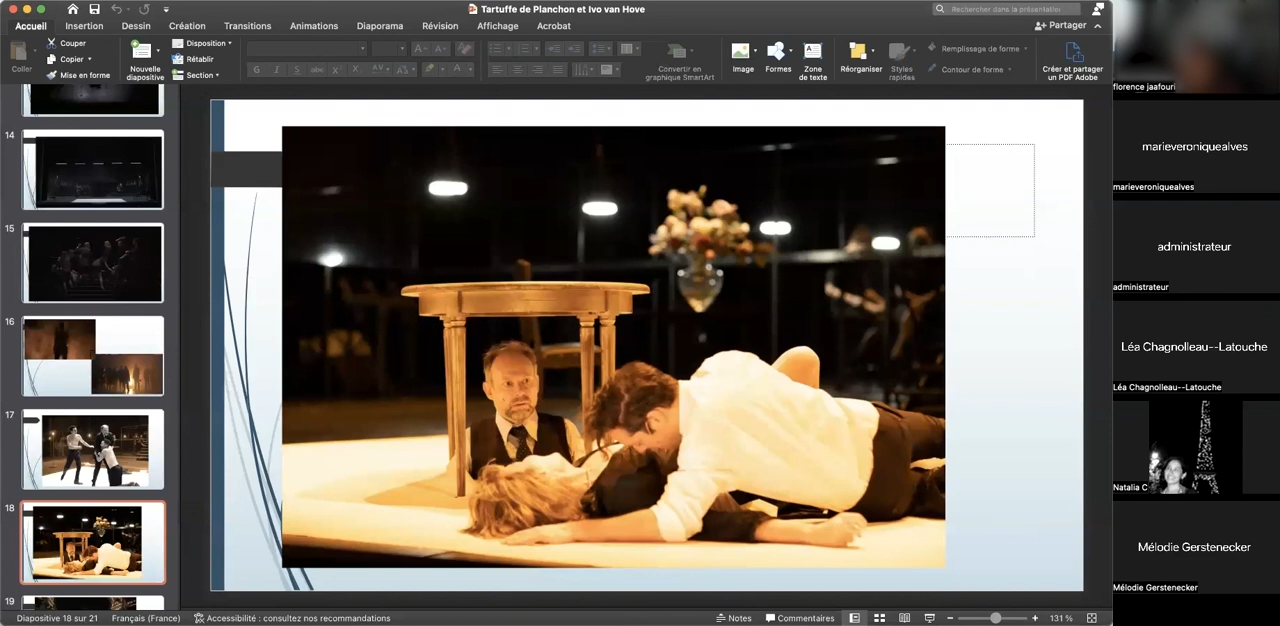 Tartuffe de Planchon et Ivo van Hove
Rechercher dans la présentation
Accueil Insertion Dessin Création Transitions Animations Diaporama Révision Affichage Acrobat
Partager
Coller
Couper
Copier
Mise en forme
Nouvelle
diapositive
Disposition
Rétablir
Section
G I S abc X X AV
Convertir en
graphique SmartArt
Image
Formes
Zone
de texte
Réorganiser
Styles
rapides
Remplissage de forme
Contour de forme
Créer et partager
un PDF Adobe
14
15
16
17
18
19
florence jaafouri
marieveroniquealves
marieveroniquealves
administrateur
administrateur
Léa Chagnolleau--Latouche
Léa Chagnolleau--Latouche
Natalia C
Mélodie Gerstenecker
Mélodie Gerstenecker
Diapositive 18 sur 21 Français (France) Accessibilité : consultez nos recommandations
Notes Commentaires 131 %